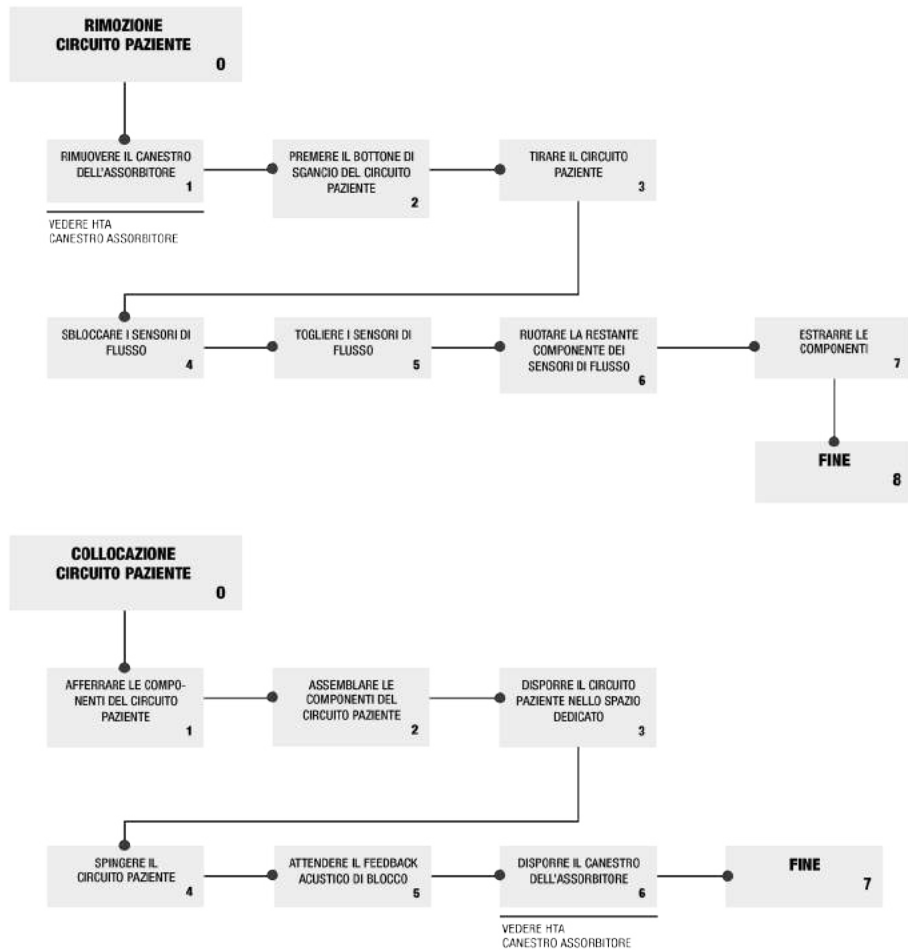 RIMOZIONE
CIRCUITO PAZIENTE
0
RIMUOVERE IL CANESTRO
DELL'ASSORBITORE
1
VEDERE HTA
CANESTRO ASSORBITORE
PREMERE IL BOTTONE DI
SGANCIO DEL CIRCUITO
PAZIENTE
2
TIRARE IL CIRCUITO
PAZIENTE
3
SBLOCCARE I SENSORI DI
FLUSSO
4
TOGLIERE I SENSORI DI
FLUSSO
5
RUOTARE LA RESTANTE
COMPONENTE DEI
SENSORI DI FLUSSO
6
ESTRARRE LE
COMPONENTI
7
FINE
8
COLLOCAZIONE
CIRCUITO PAZIENTE
0
AFFERRARE LE COMPO-
NENTI DEL CIRCUITO
PAZIENTE
1
ASSEMBLARE LE
COMPONENTI DEL
CIRCUITO PAZIENTE
2
DISPORRE IL CIRCUITO
PAZIENTE NELLO SPAZIO
DEDICATO
3
SPINGERE IL
CIRCUITO PAZIENTE
4
ATTENDERE IL FEEDBACK
ACUSTICO DI BLOCCO
5
DISPORRE IL CANESTRO
DELL'ASSORBITORE
6
VEDERE HTA
CANESTRO ASSORBITORE
FINE
7